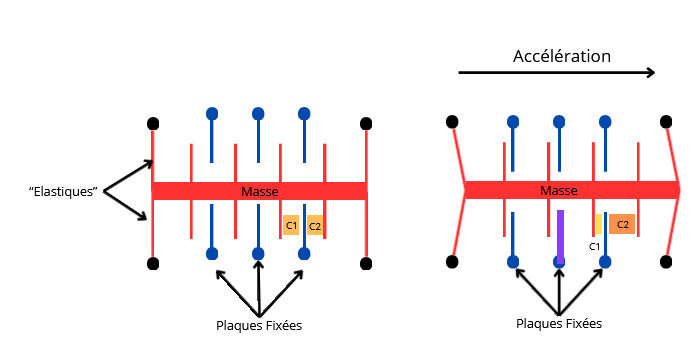 Accélération
“Elastiques”
Masse
C1
C2
Plaques Fixées
Masse
C2
C1
Plaques Fixées